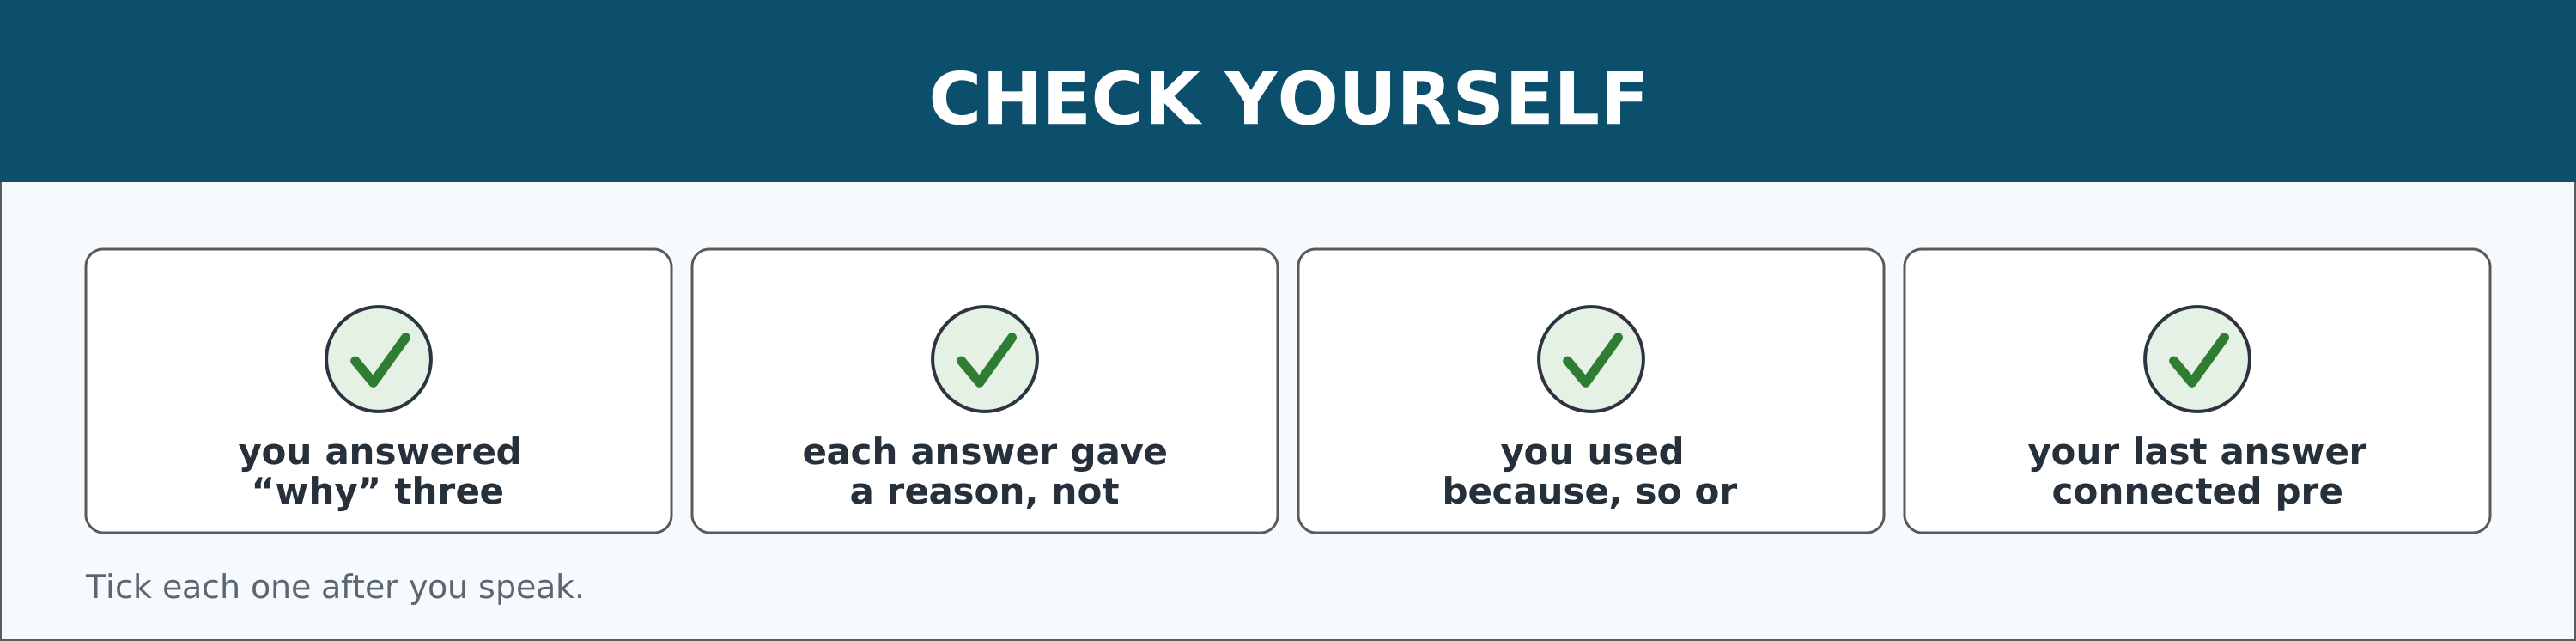 CHECK YOURSELF
you answered
“why” three
each answer gave
a reason, not
you used
because, so or
your last answer
connected pre
Tick each one after you speak.